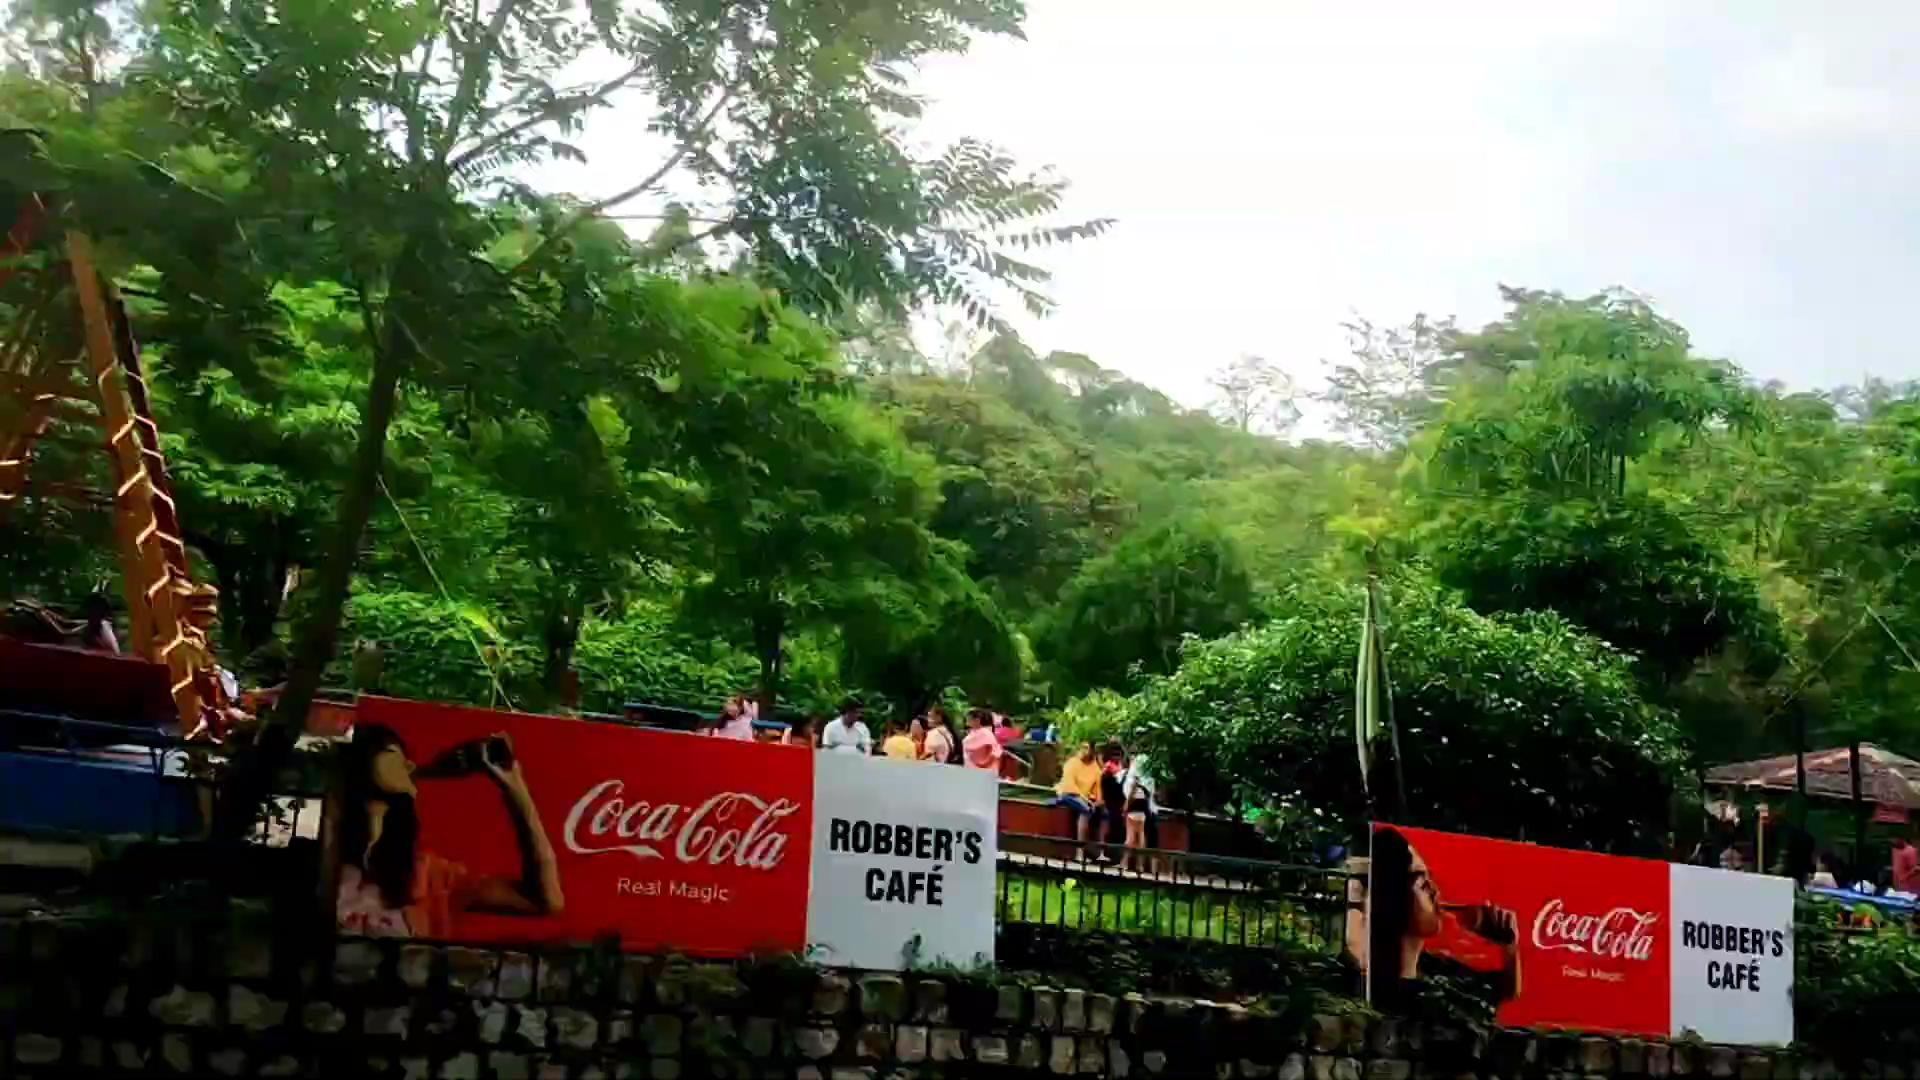 Coca-Cola
Real Magic
ROBBER'S
CAFÉ
Coca-Cola
Real Magic
ROBBER'S
CAFÉ